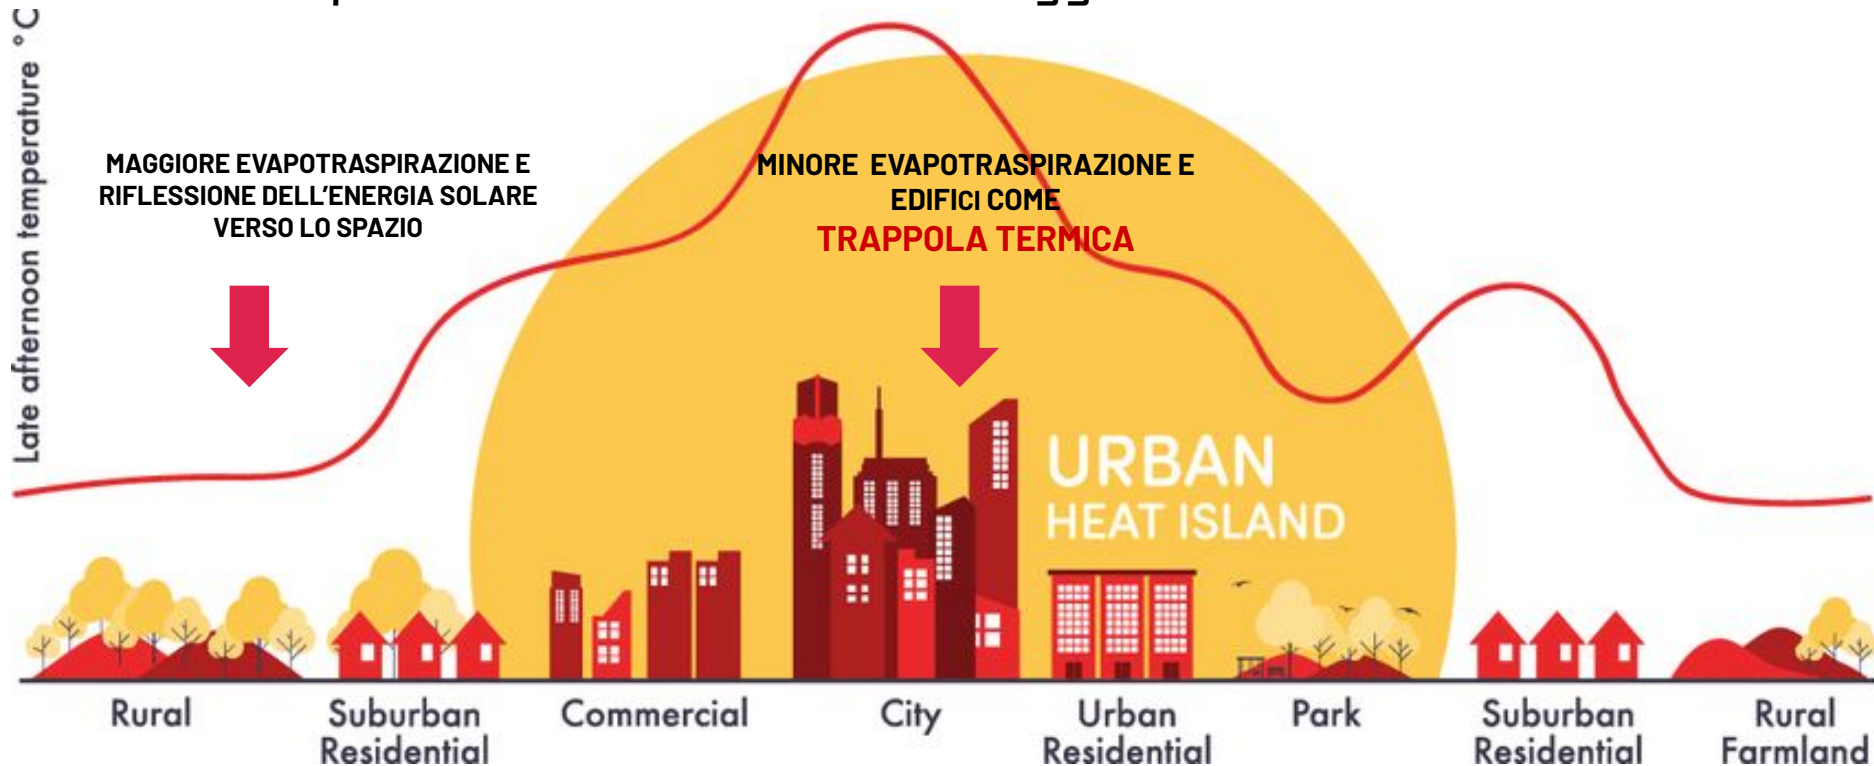 Late afternoon temperature °C
MAGGIORE EVAPOTRASPIRAZIONE E
RIFLESSIONE DELL'ENERGIA SOLARE
VERSO LO SPAZIO
MINORE EVAPOTRASPIRAZIONE E
EDIFICI COME
TRAPPOLA TERMICA
URBAN
HEAT ISLAND
Rural
Suburban
Residential
Commercial
City
Urban
Residential
Park
Suburban
Residential
Rural
Farmland